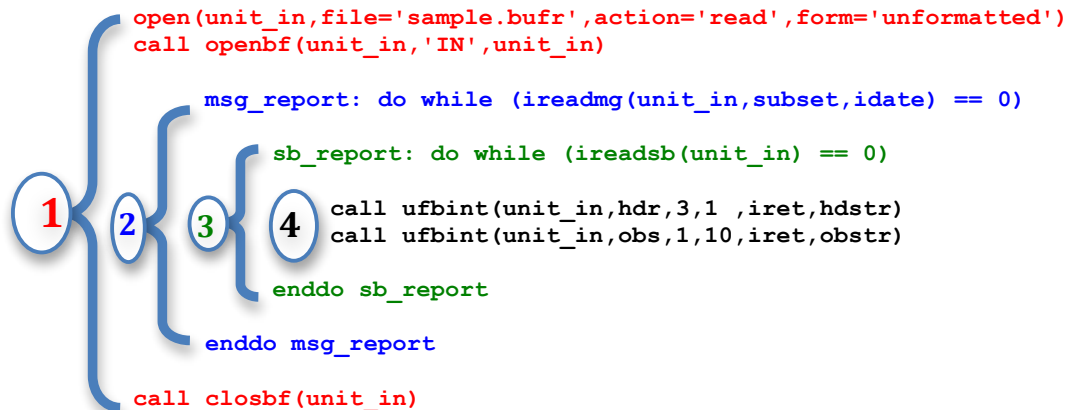 open(unit_in,file='sample.bufr',action='read',form='unformatted')
call openbf(unit_in,'IN',unit_in)
msg_report: do while (ireadmg(unit_in,subset,idate) == 0)
sb_report: do while (ireadsb(unit_in) == 0)
1
2
3
4
call ufbint(unit_in,hdr,3,1 ,iret,hdstr)
call ufbint(unit_in,obs,1,10,iret,obstr)
enddo sb_report
enddo msg_report
call closbf(unit_in)